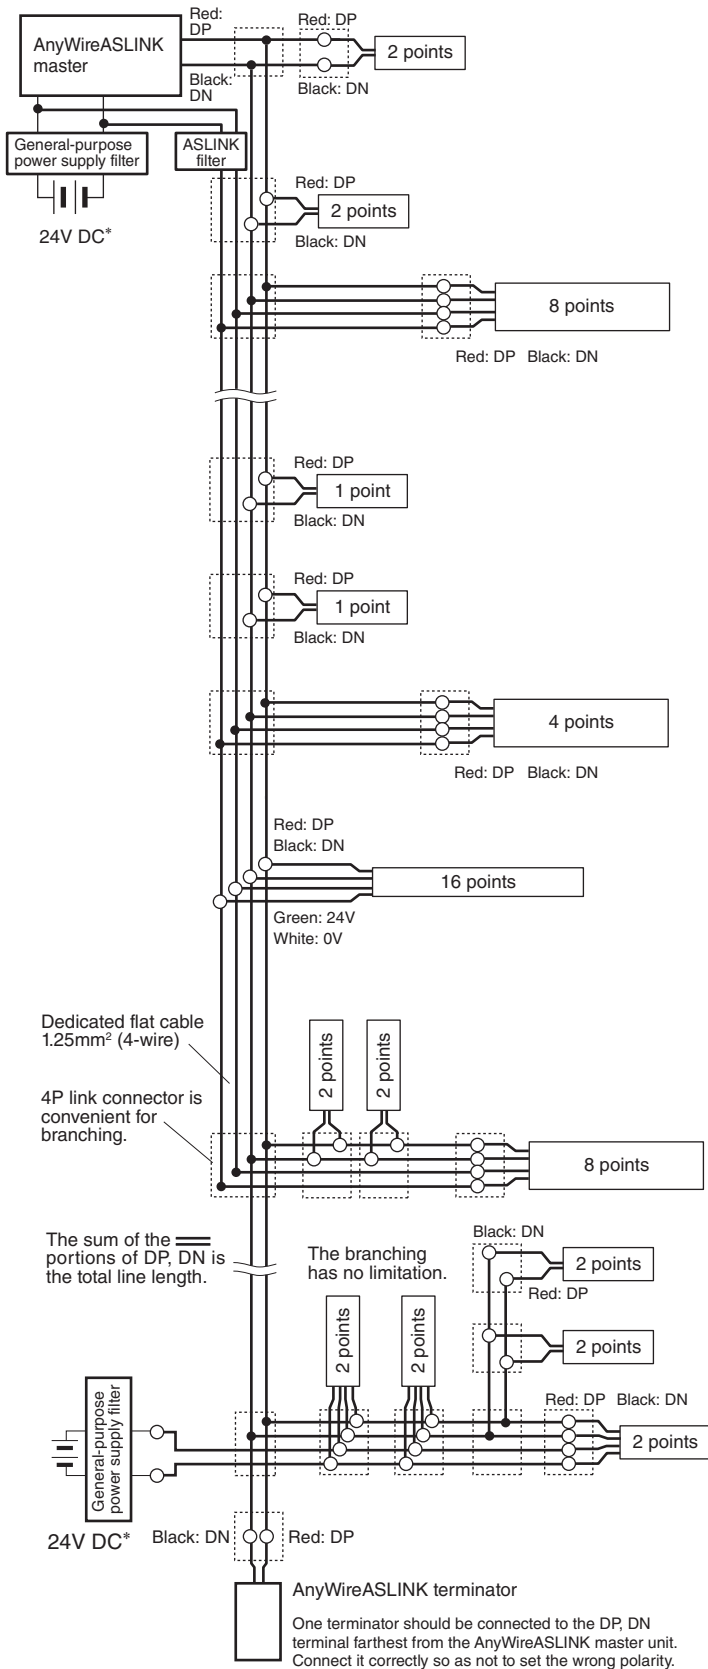 Red:
DP
Red: DP
AnyWireASLINK
master
2 points
Black:
DN
Black: DN
General-purpose
power supply filter
ASLINK
filter
24V DC*
Red: DP
2 points
Black: DN
8 points
Red: DP Black: DN
Red: DP
1 point
Black: DN
Red: DP
1 point
Black: DN
4 points
Red: DP Black: DN
Red: DP
Black: DN
16 points
Green: 24V
White: 0V
Dedicated flat cable
1.25mm² (4-wire)
2 points
2 points
4P link connector is
convenient for
branching.
8 points
The sum of the
portions of DP, DN is
the total line length.
The branching
has no limitation.
Black: DN
2 points
Red: DP
2 points
2 points
2 points
Red: DP Black: DN
2 points
General-purpose
power supply filter
24V DC*
Black: DN
Red: DP
AnyWireASLINK terminator
One terminator should be connected to the DP, DN
terminal farthest from the AnyWireASLINK master unit.
Connect it correctly so as not to set the wrong polarity.